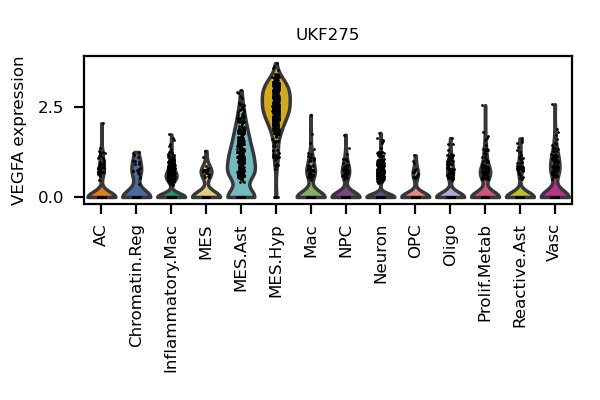 UKF275
VEGFA expression
2.5
0.0
AC
Chromatin.Reg
Inflammatory.Mac
MES
MES.Ast
MES.Hyp
Mac
NPC
Neuron
OPC
Oligo
Prolif.Metab
Reactive.Ast
Vasc